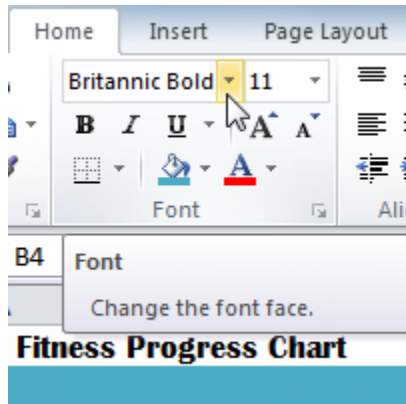 Home Insert Page Layout
Britannic Bold 11
B I U A A
A
Font Ali
B4 Font
Change the font face.
Fitness Progress Chart